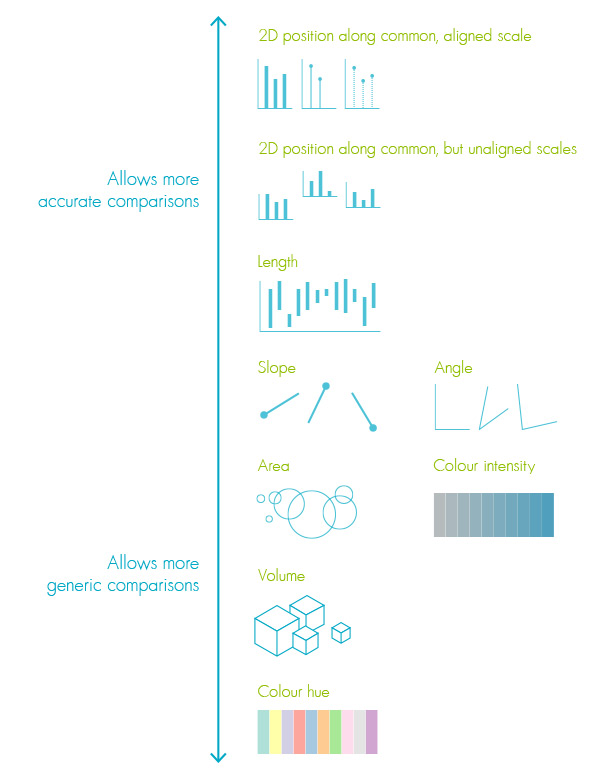 2D position along common, aligned scale
2D position along common, but unaligned scales
Allows more
accurate comparisons
Length
Slope
Angle
Area
Colour intensity
Allows more
generic comparisons
Volume
Colour hue